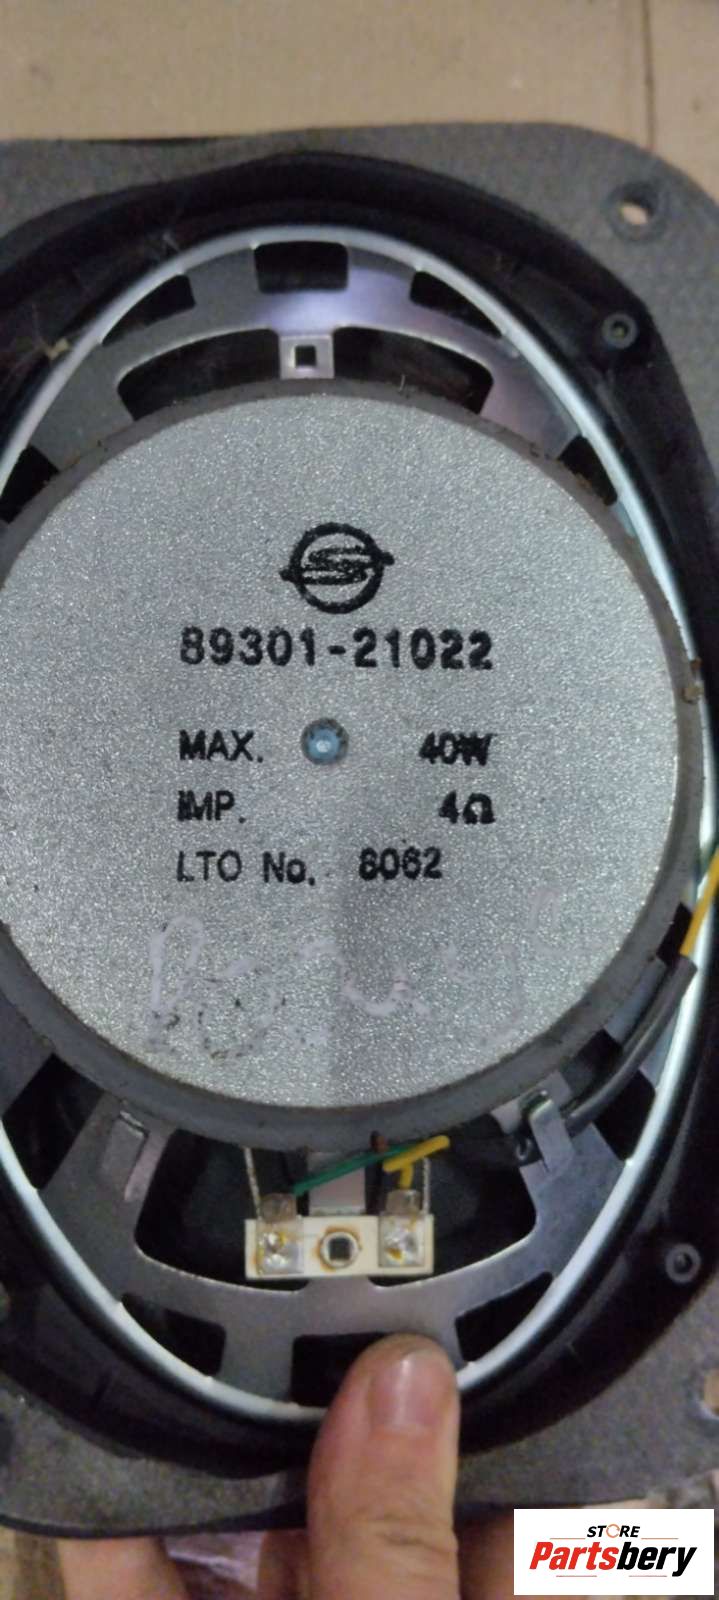 89301-21022
MAX. 40W
IMP. 4Ω
LTO No. 8062
STORE
Partsbery